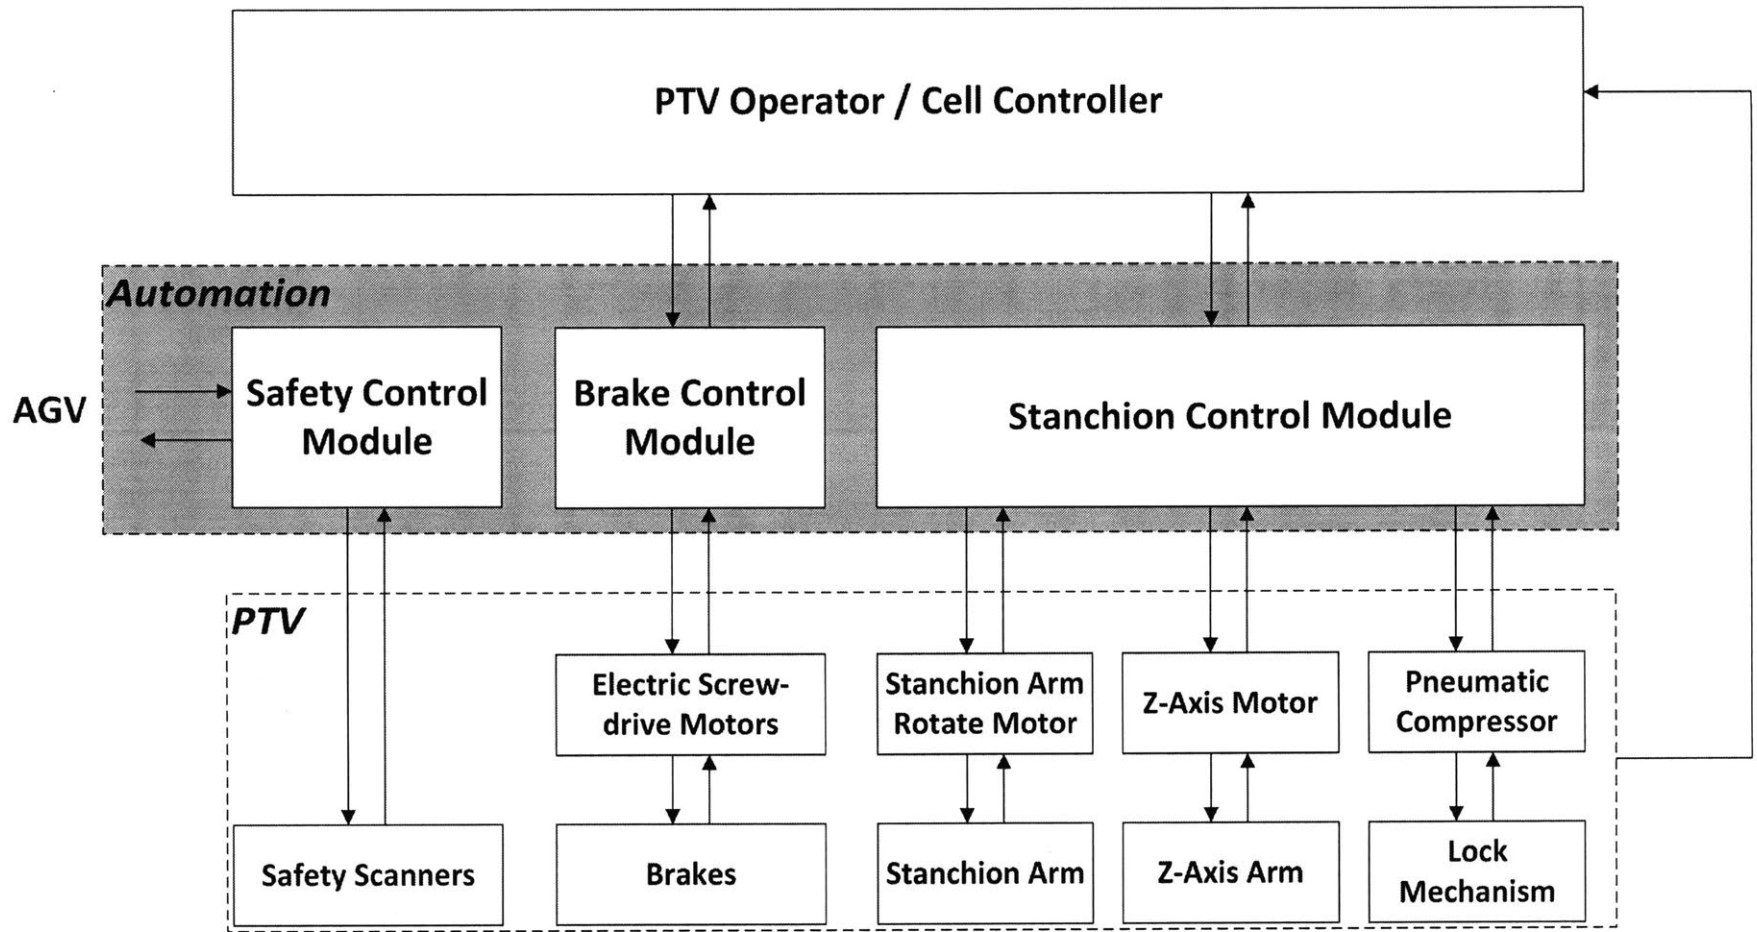 PTV Operator / Cell Controller
Automation
AGV
Safety Control
Module
Brake Control
Module
Stanchion Control Module
PTV
Electric Screw-
drive Motors
Stanchion Arm
Rotate Motor
Z-Axis Motor
Pneumatic
Compressor
Safety Scanners
Brakes
Stanchion Arm
Z-Axis Arm
Lock
Mechanism